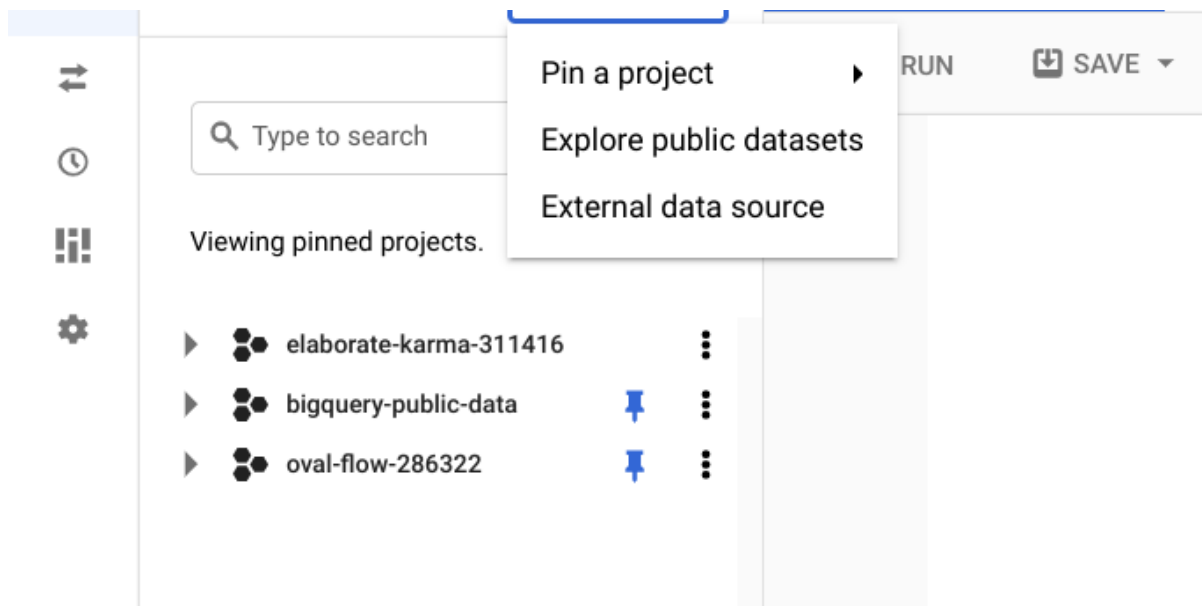 Pin a project
Explore public datasets
External data source
RUN
SAVE
Type to search
Viewing pinned projects.
elaborate-karma-311416
bigquery-public-data
oval-flow-286322